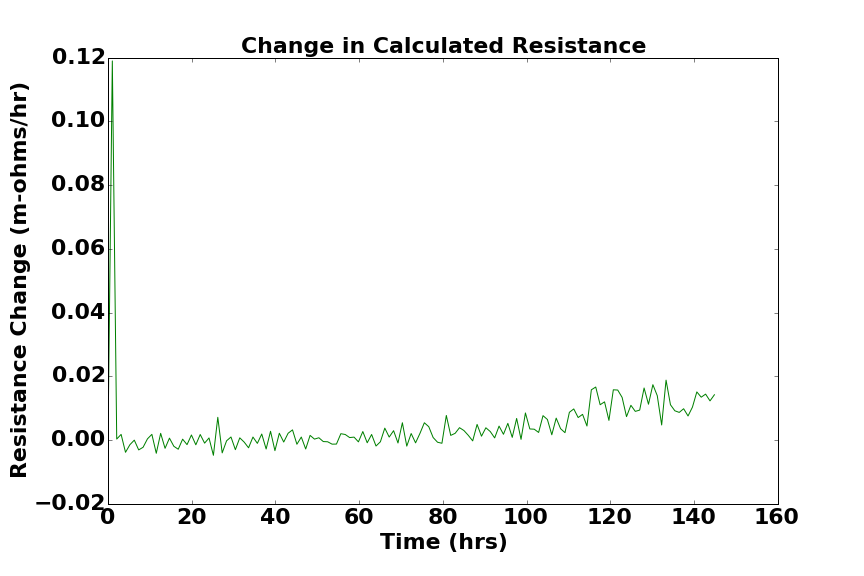 Change in Calculated Resistance
0.12
0.10
0.08
0.06
0.04
0.02
0.00
−0.02
Resistance Change (m-ohms/hr)
0 20 40 60 80 100 120 140 160
Time (hrs)